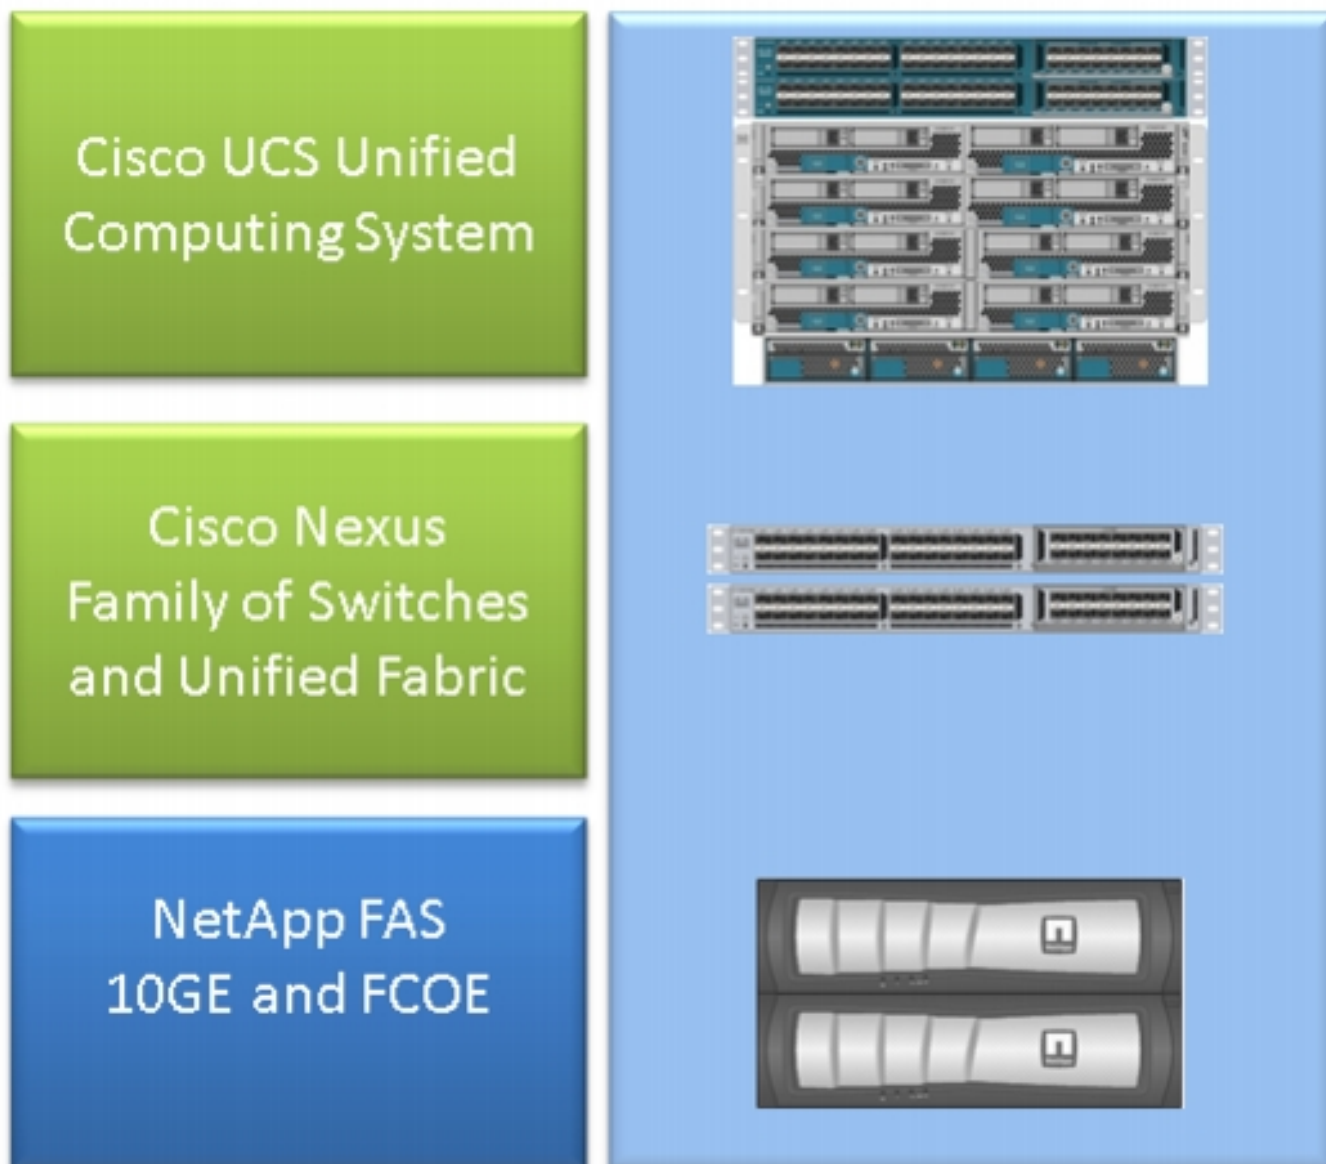 Cisco UCS Unified
Computing System
Cisco Nexus
Family of Switches
and Unified Fabric
NetApp FAS
10GE and FCOE